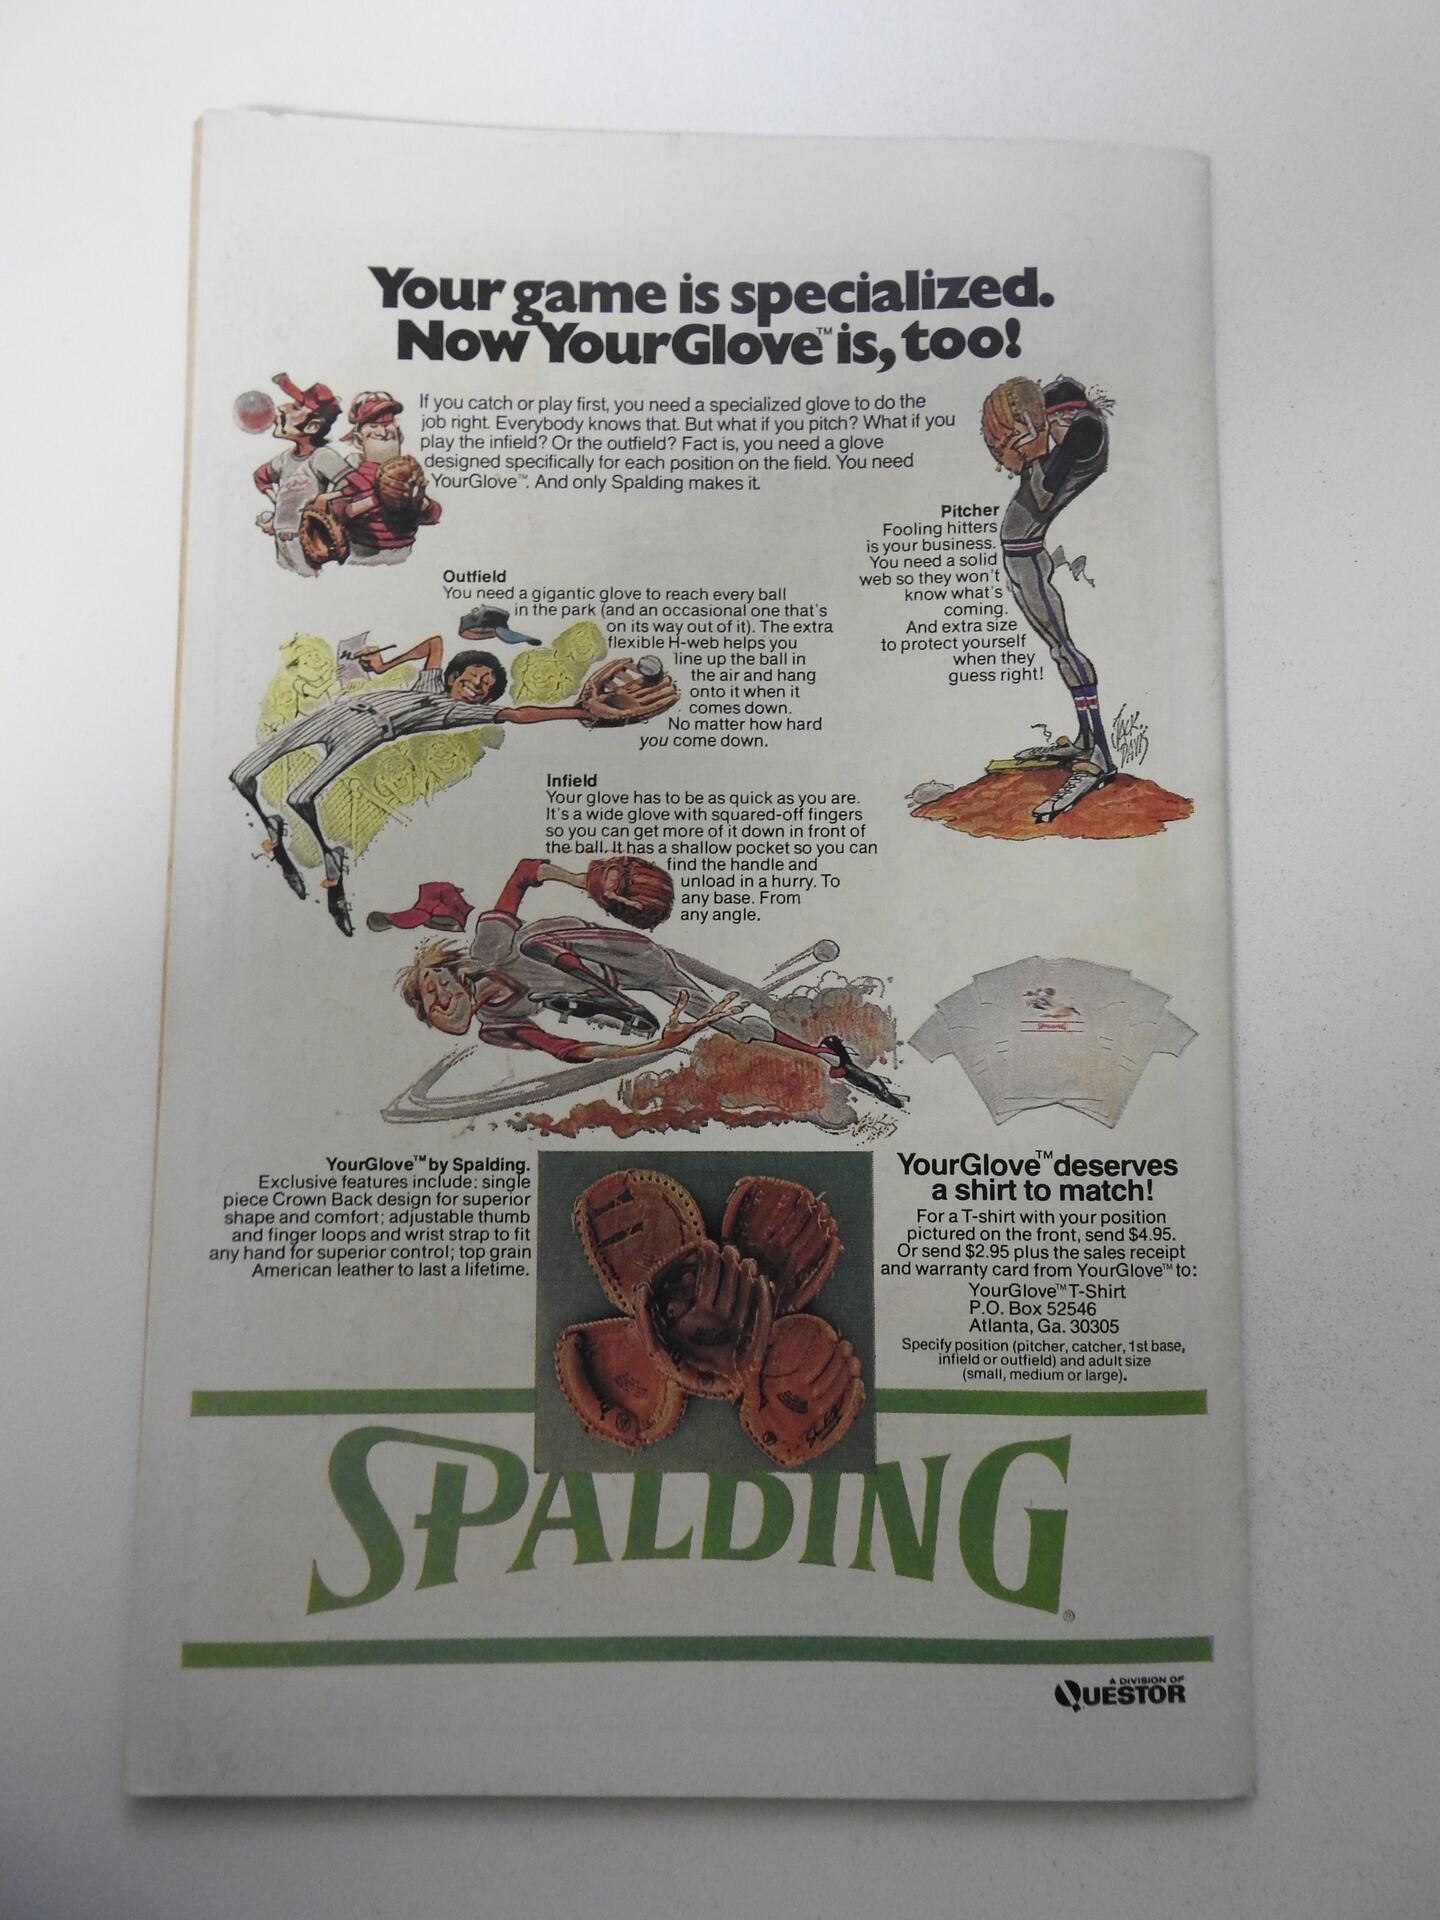 Your game is specialized.
Now YourGlove™ is, too!
If you catch or play first, you need a specialized glove to do the
job right. Everybody knows that. But what if you pitch? What if you
play the infield? Or the outfield? Fact is, you need a glove
designed specifically for each position on the field. You need
YourGlove™. And only Spalding makes it.
Pitcher
Fooling hitters
is your business.
You need a solid
web so they won't
know what's
coming.
And extra size
to protect yourself
when they
guess right!
JACK
DAVIS
Outfield
You need a gigantic glove to reach every ball
in the park (and an occasional one that's
on its way out of it). The extra
flexible H-web helps you
line up the ball in
the air and hang
onto it when it
comes down.
No matter how hard
you come down.
Infield
Your glove has to be as quick as you are.
It's a wide glove with squared-off fingers
so you can get more of it down in front of
the ball. It has a shallow pocket so you can
find the handle and
unload in a hurry. To
any base. From
any angle.
SPALDING
YourGlove™ by Spalding.
Exclusive features include: single
piece Crown Back design for superior
shape and comfort; adjustable thumb
and finger loops and wrist strap to fit
any hand for superior control; top grain
American leather to last a lifetime.
YourGlove™ deserves
a shirt to match!
For a T-shirt with your position
pictured on the front, send $4.95.
Or send $2.95 plus the sales receipt
and warranty card from YourGlove™ to:
YourGlove™ T-Shirt
P.O. Box 52546
Atlanta, Ga. 30305
Specify position (pitcher, catcher, 1st base,
infield or outfield) and adult size
(small, medium or large).
SPALDING®
A DIVISION OF
QUESTOR